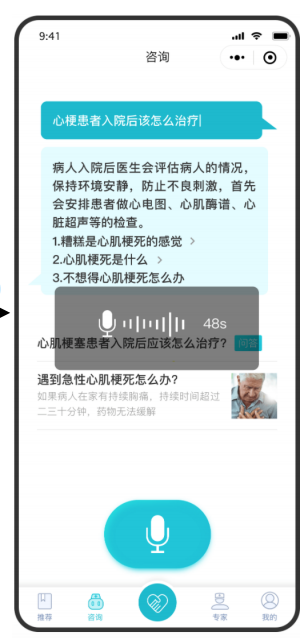 9:41
咨询
心梗患者入院后该怎么治疗
病人入院后医生会评估病人的情况，
保持环境安静，防止不良刺激，首先
会安排患者做心电图、心肌酶谱、心
脏超声等的检查。
1.糟糕是心肌梗死的感觉 >
2.心肌梗死是什么 >
3.不想得心肌梗死怎么办
48s
心肌梗塞患者入院后应该怎么治疗？ 问答
遇到急性心肌梗死怎么办?
如果病人在家有持续胸痛，持续时间超过
二三十分钟，药物无法缓解
推荐 咨询 专家 我的